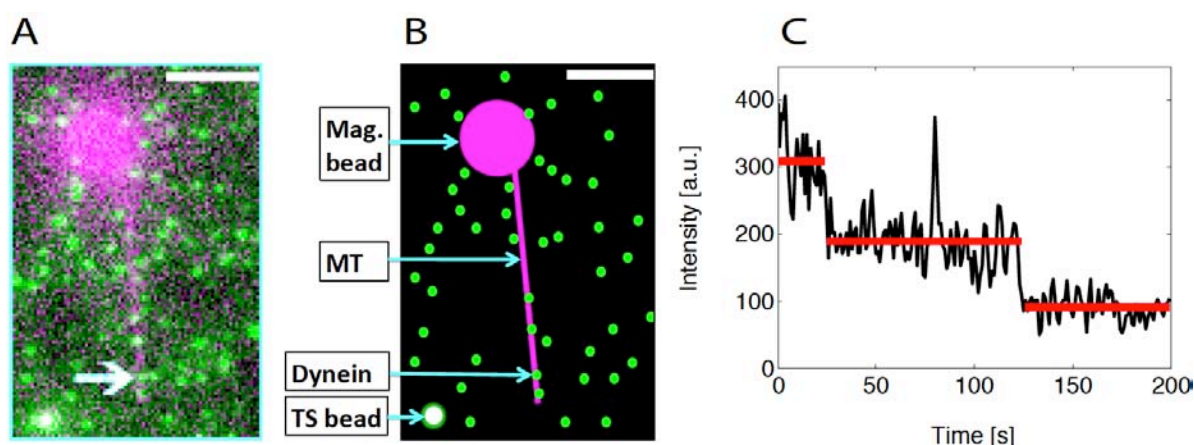 A
B
C
Mag.
bead
MT
Dynein
TS bead
Intensity [a.u.]
400
300
200
100
0
0
50
100
150
200
Time [s]